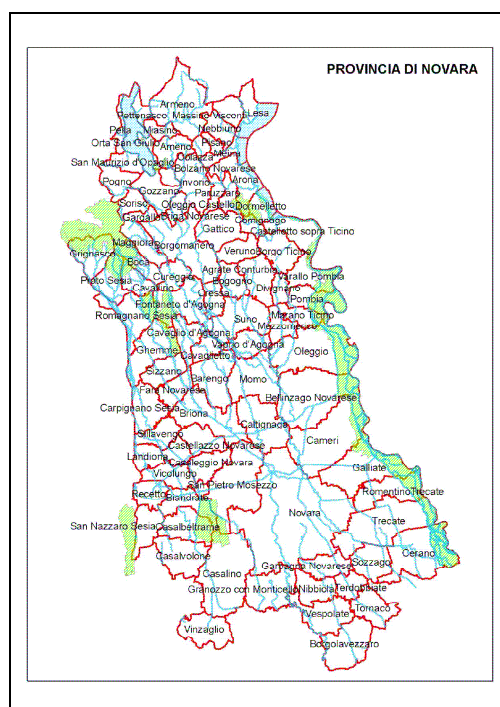 PROVINCIA DI NOVARA
Armeno
Lesa
Pettenasco
Massino Visconti
Pella
Miasino
Nebbiuno
Orta San Giulio
Ameno
Pisano
Meina
Colazza
San Maurizio d'Opaglio
Bolzano Novarese
Pogno
Invorio
Arona
Gozzano
Paruzzaro
Soriso
Oleggio Castello
Dormelletto
Gargallo
Briga Novarese
Comignago
Gattico
Castelletto sopra Ticino
Maggiora
Borgomanero
Grignasco
Veruno
Borgo Ticino
Boca
Agrate Conturbia
Prato Sesia
Cureggio
Bogogno
Varallo Pombia
Cavallirio
Cressa
Divignano
Fontaneto d'Agogna
Pombia
Romagnano Sesia
Suno
Marano Ticino
Mezzomerico
Cavaglio d'Agogna
Vaprio d'Agogna
Ghemme
Cavaglietto
Oleggio
Sizzano
Barengo
Momo
Fara Novarese
Bellinzago Novarese
Carpignano Sesia
Briona
Caltignaga
Sillavengo
Cameri
Castellazzo Novarese
Landiona
Casaleggio Novara
Galliate
Vicolungo
San Pietro Mosezzo
Recetto
Biandrate
Romentino
Trecate
Novara
San Nazzaro Sesia
Casalbeltrame
Trecate
Casalvolone
Cerano
Sozzago
Garbagna Novarese
Casalino
Granozzo con Monticello
Nibbiola
Terdobbiate
Tornaco
Vespolate
Vinzaglio
Borgolavezzaro